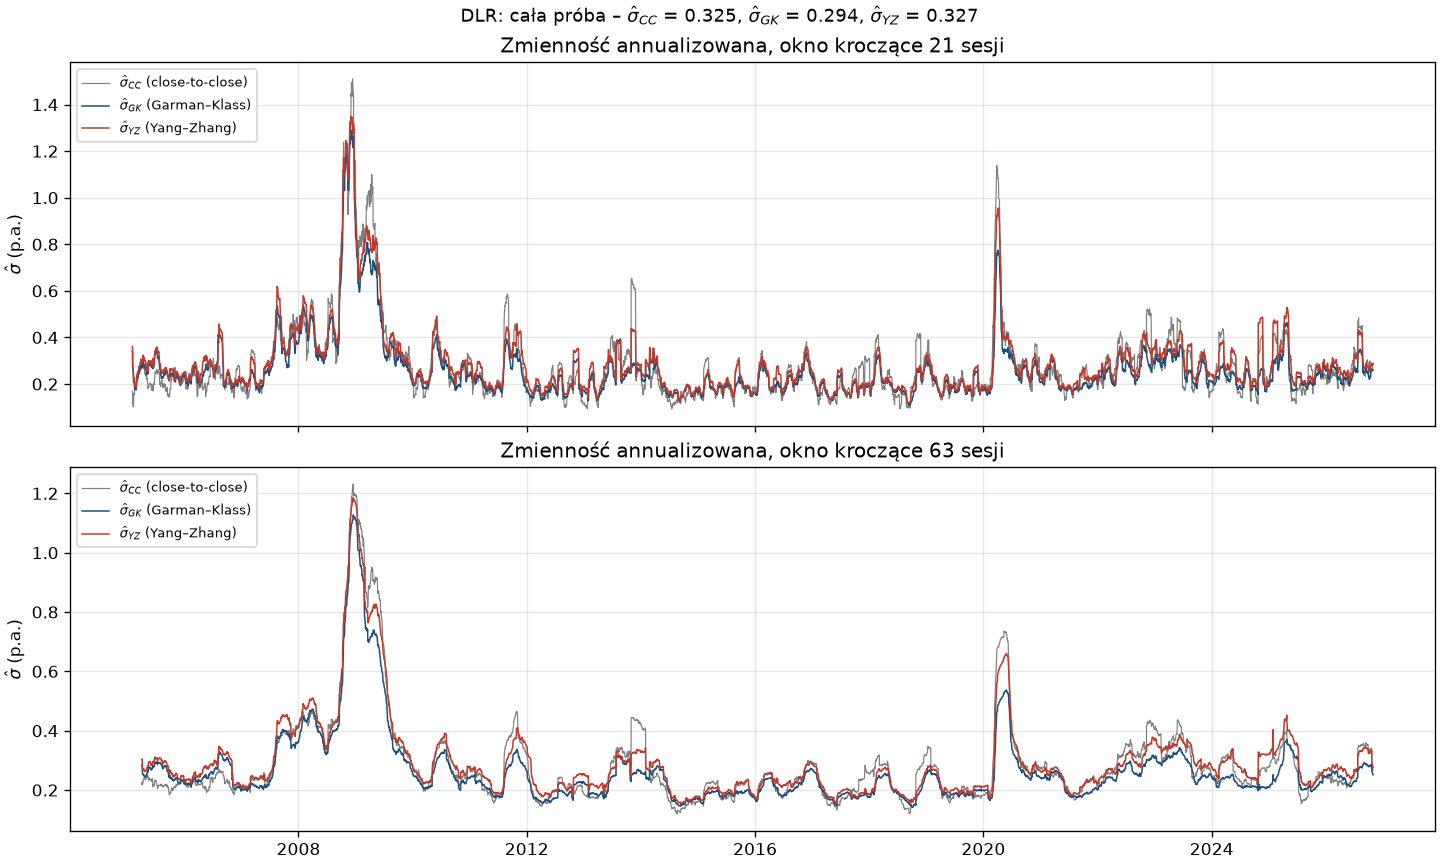 DLR: cała próba – σ̂CC = 0.325, σ̂GK = 0.294, σ̂YZ = 0.327
Zmienność annualizowana, okno kroczące 21 sesji
σ̂CC (close-to-close)
σ̂GK (Garman–Klass)
σ̂YZ (Yang–Zhang)
σ̂ (p.a.)
1.4
1.2
1.0
0.8
0.6
0.4
0.2
Zmienność annualizowana, okno kroczące 63 sesji
σ̂CC (close-to-close)
σ̂GK (Garman–Klass)
σ̂YZ (Yang–Zhang)
σ̂ (p.a.)
1.2
1.0
0.8
0.6
0.4
0.2
2008 2012 2016 2020 2024